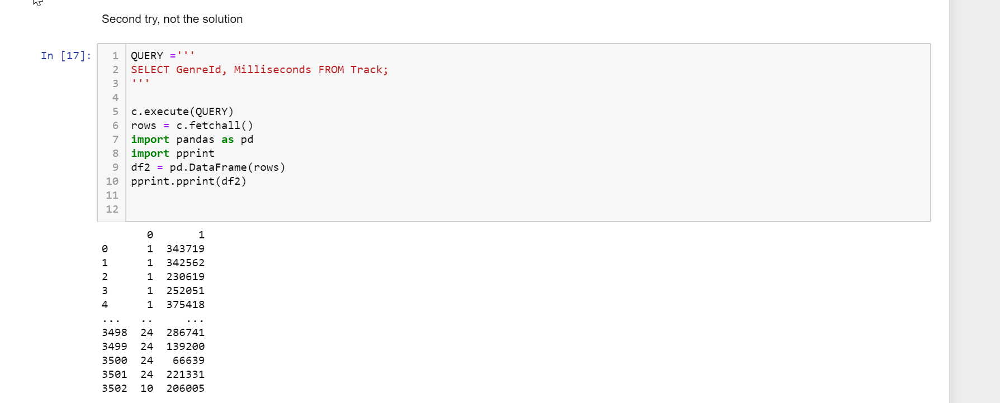 Second try, not the solution
In [17]:
1 QUERY ='''
2 SELECT GenreId, Milliseconds FROM Track;
3 '''
4
5 c.execute(QUERY)
6 rows = c.fetchall()
7 import pandas as pd
8 import pprint
9 df2 = pd.DataFrame(rows)
10 pprint.pprint(df2)
11
12
0 1
0 1 343719
1 1 342562
2 1 230619
3 1 252051
4 1 375418
... .. ...
3498 24 286741
3499 24 139200
3500 24 66639
3501 24 221331
3502 10 206005